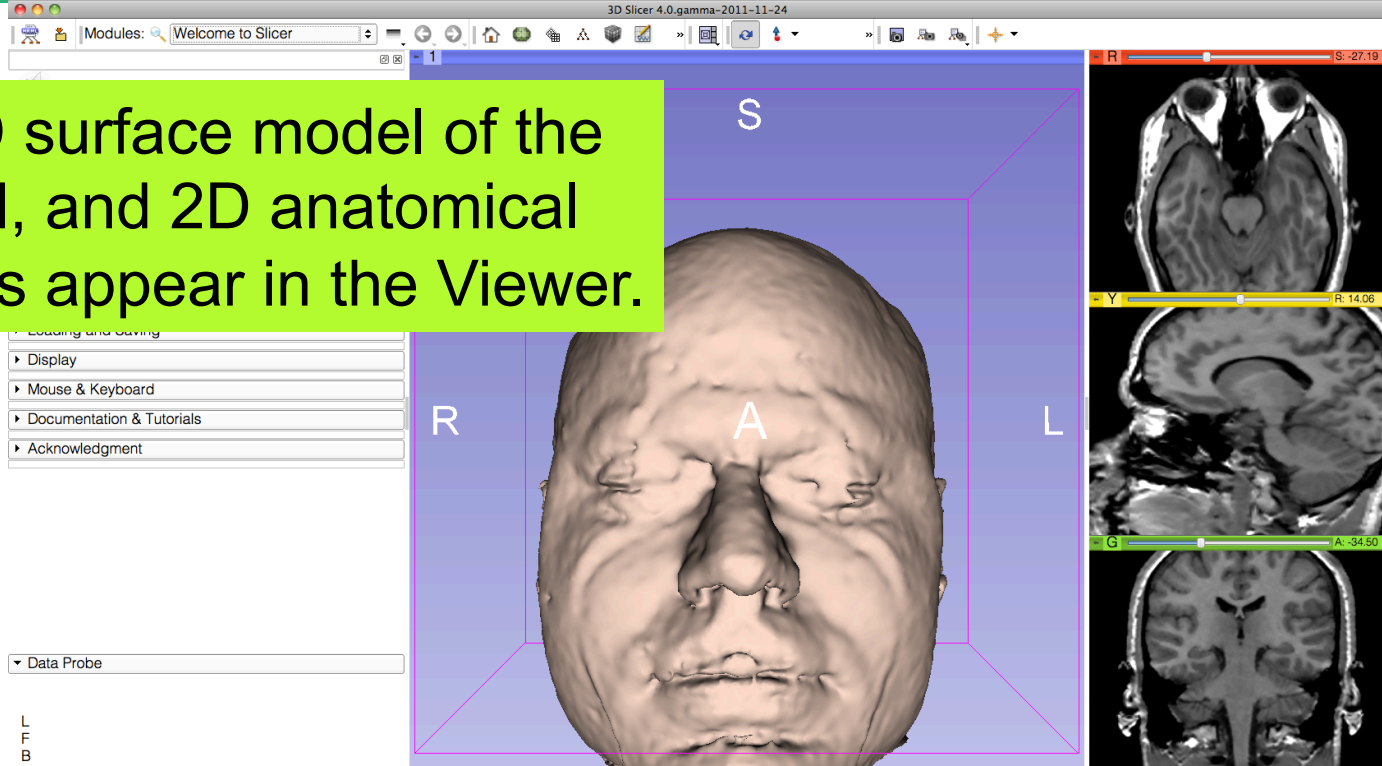 3D Slicer 4.0.gamma-2011-11-24
Modules: Welcome to Slicer
1
surface model of the
, and 2D anatomical
s appear in the Viewer.
Display
Mouse & Keyboard
Documentation & Tutorials
Acknowledgment
Data Probe
L
F
B
S
R
A
L
R
S: -27.19
Y
R: 14.06
G
A: -34.50